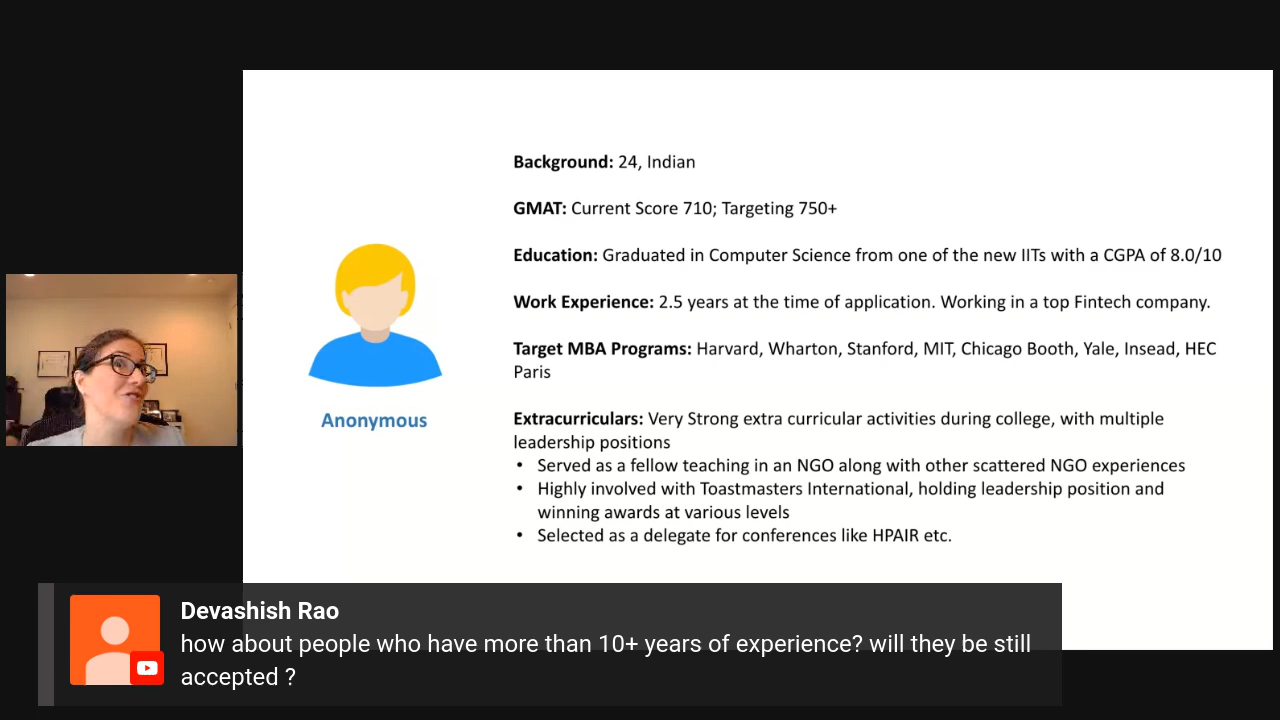 Background: 24, Indian
GMAT: Current Score 710; Targeting 750+
Education: Graduated in Computer Science from one of the new IITs with a CGPA of 8.0/10
Work Experience: 2.5 years at the time of application. Working in a top Fintech company.
Target MBA Programs: Harvard, Wharton, Stanford, MIT, Chicago Booth, Yale, Insead, HEC
Paris
Anonymous
Extracurriculars: Very Strong extra curricular activities during college, with multiple
leadership positions
• Served as a fellow teaching in an NGO along with other scattered NGO experiences
• Highly involved with Toastmasters International, holding leadership position and
winning awards at various levels
• Selected as a delegate for conferences like HPAIR etc.
Devashish Rao
how about people who have more than 10+ years of experience? will they be still
accepted ?